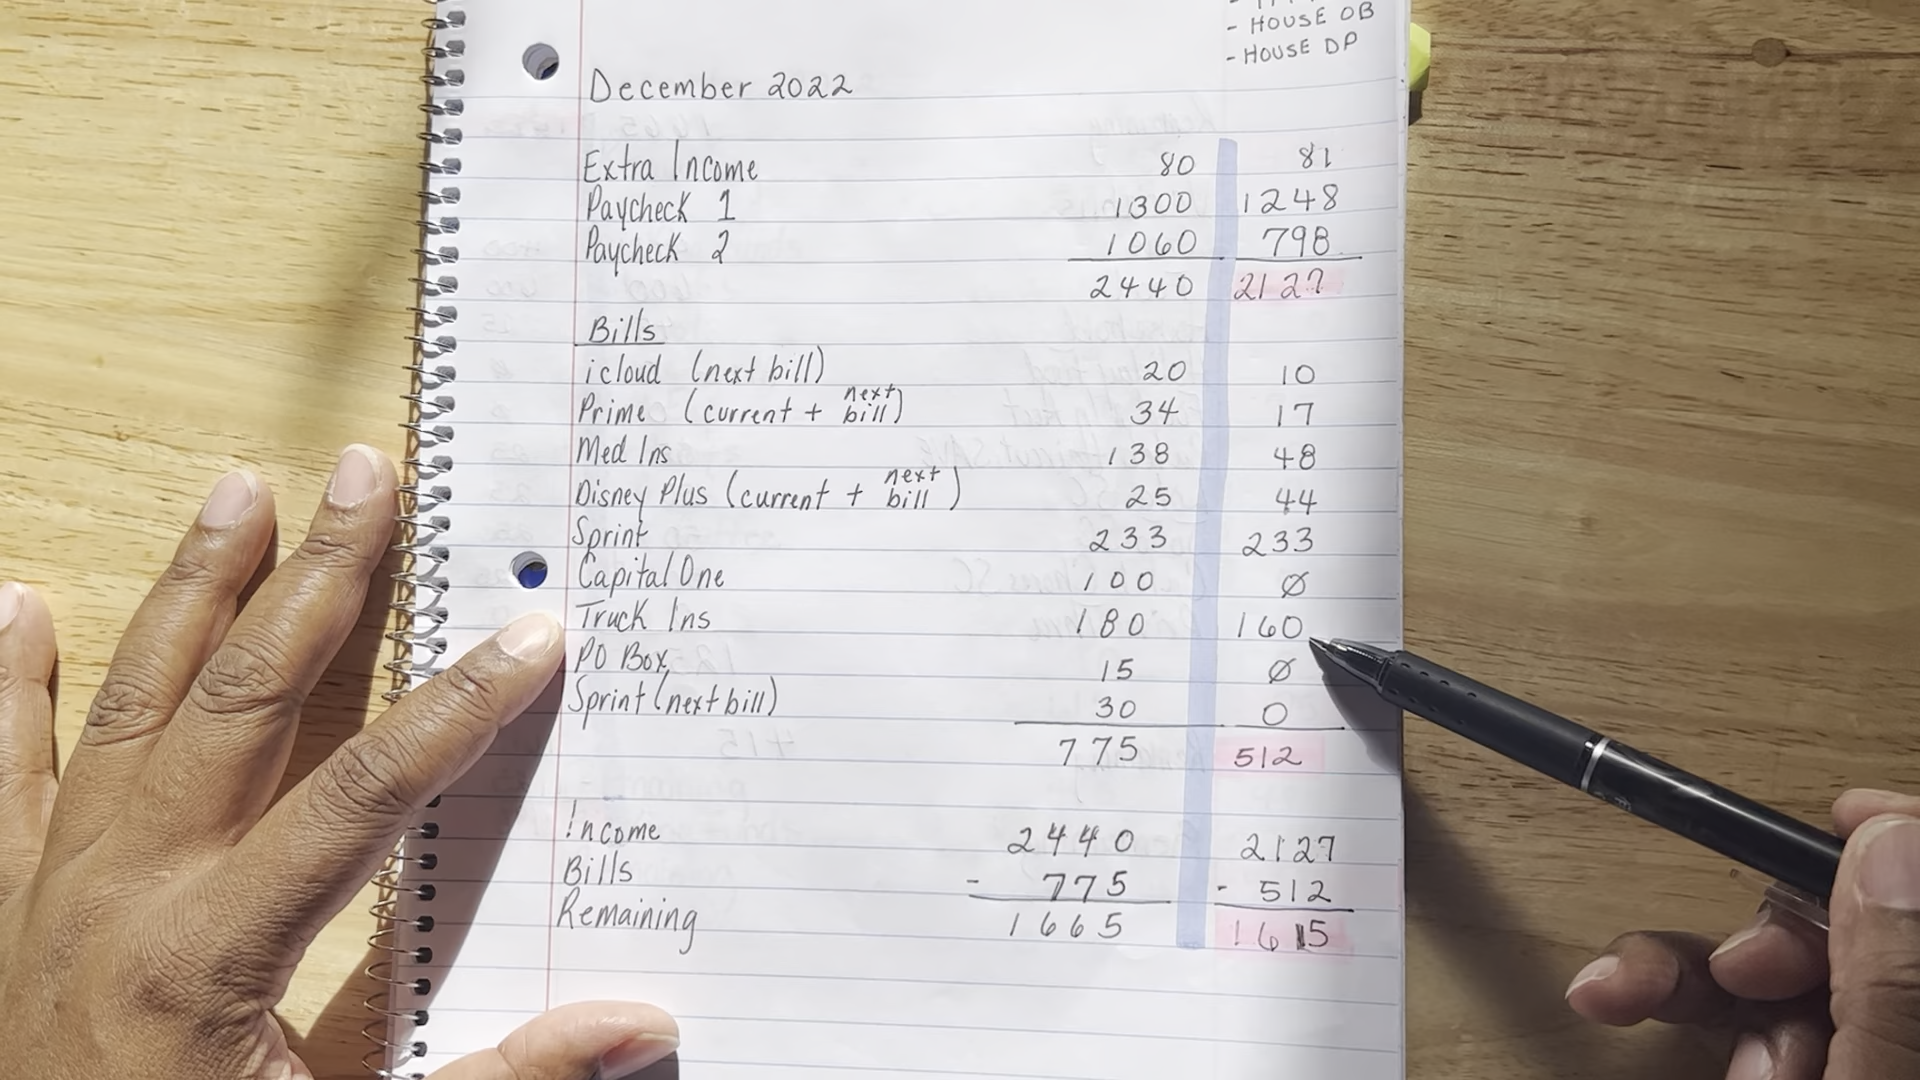 - HOUSE OB
- HOUSE DP
December 2022
Extra Income 80 81
Paycheck 1 1300 1248
Paycheck 2 1060 798
2440 2127
Bills
icloud (next bill) 20 10
Prime (current + next bill) 34 17
Med Ins 138 48
Disney Plus (current + next bill) 25 44
Sprint 233 233
Capital One 100 Ø
Truck Ins 180 160
PO Box 15 Ø
Sprint (next bill) 30 0
775 512
Income 2440 2127
Bills - 775 - 512
Remaining 1665 1615